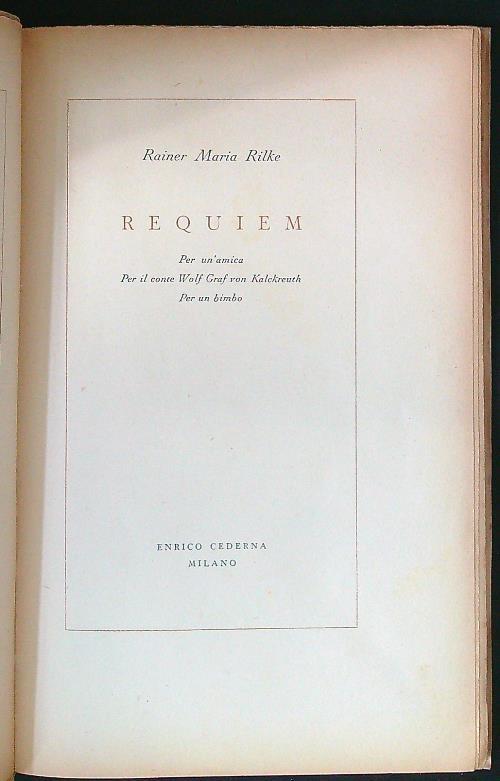 Rainer Maria Rilke
REQUIEM
Per un'amica
Per il conte Wolf Graf von Kalckreuth
Per un bimbo
ENRICO CEDERNA
MILANO